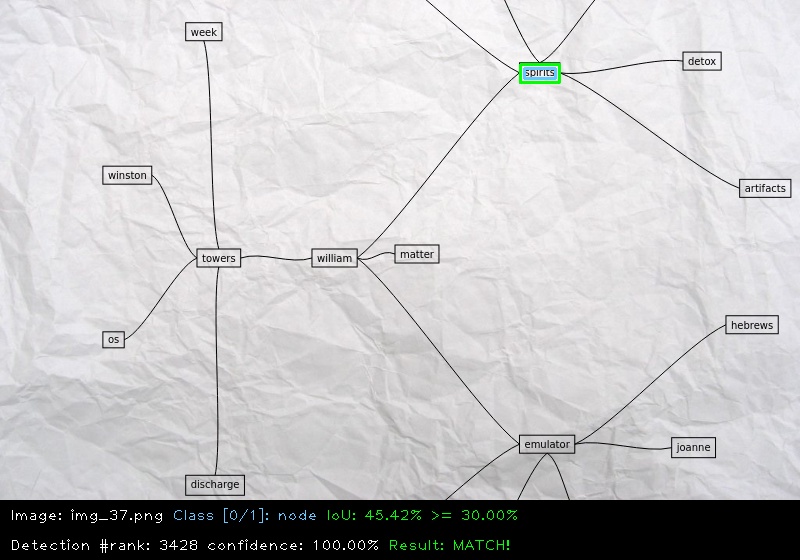 week
spirits
detox
winston
artifacts
towers
william
matter
hebrews
os
emulator
joanne
discharge
Image: img_37.png Class [0/1]: node IoU: 45.42% >= 30.00%
Detection #rank: 3428 confidence: 100.00% Result: MATCH!